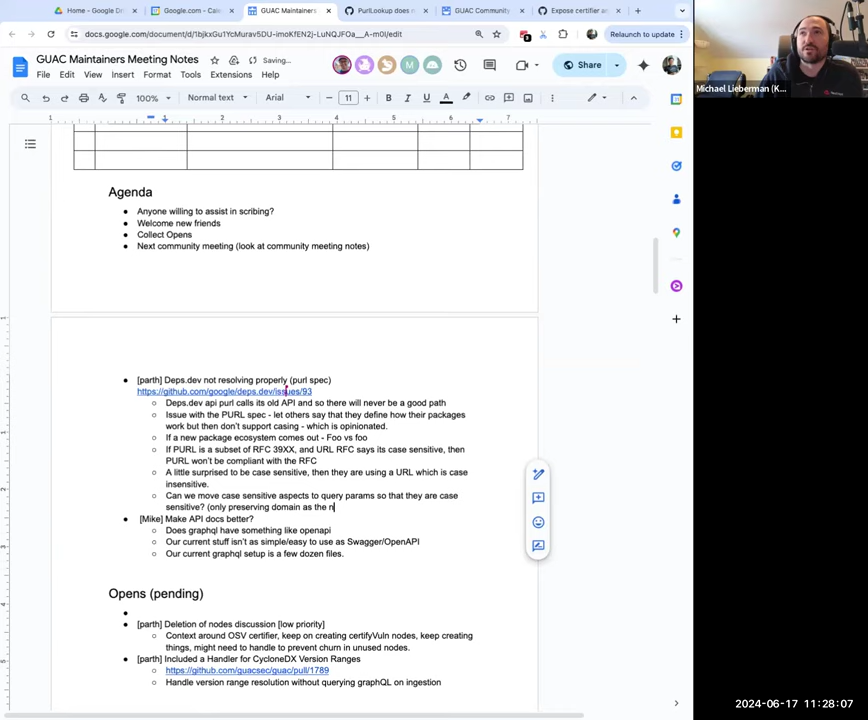 Home - Google Dri
Google.com - Cale
GUAC Maintainers
PurlLookup does n
GUAC Community
Expose certifier a
docs.google.com/document/d/1bjkxGu1YcMurav5DU-imoKfEN2j-LuNQJFOa__A-m0I/edit
Relaunch to update
GUAC Maintainers Meeting Notes
Saving...
File Edit View Insert Format Tools Extensions Help
M
Share
100%
Normal text
Arial
11
B I U A
1 1 2 3 4 5 6 7
Agenda
Anyone willing to assist in scribing?
Welcome new friends
Collect Opens
Next community meeting (look at community meeting notes)
[parth] Deps.dev not resolving properly (purl spec)
https://github.com/google/deps.dev/issues/93
Deps.dev api purl calls its old API and so there will never be a good path
Issue with the PURL spec - let others say that they define how their packages
work but then don't support casing - which is opinionated.
If a new package ecosystem comes out - Foo vs foo
If PURL is a subset of RFC 39XX, and URL RFC says its case sensitive, then
PURL won't be compliant with the RFC
A little surprised to be case sensitive, then they are using a URL which is case
insensitive.
Can we move case sensitive aspects to query params so that they are case
sensitive? (only preserving domain as the n
[Mike] Make API docs better?
Does graphql have something like openapi
Our current stuff isn't as simple/easy to use as Swagger/OpenAPI
Our current graphql setup is a few dozen files.
Opens (pending)
[parth] Deletion of nodes discussion [low priority]
Context around OSV certifier, keep on creating certifyVuln nodes, keep creating
things, might need to handle to prevent churn in unused nodes.
[parth] Included a Handler for CycloneDX Version Ranges
https://github.com/guacsec/guac/pull/1789
Handle version range resolution without querying graphQL on ingestion
Michael Lieberman (K...
2024-06-17 11:28:07